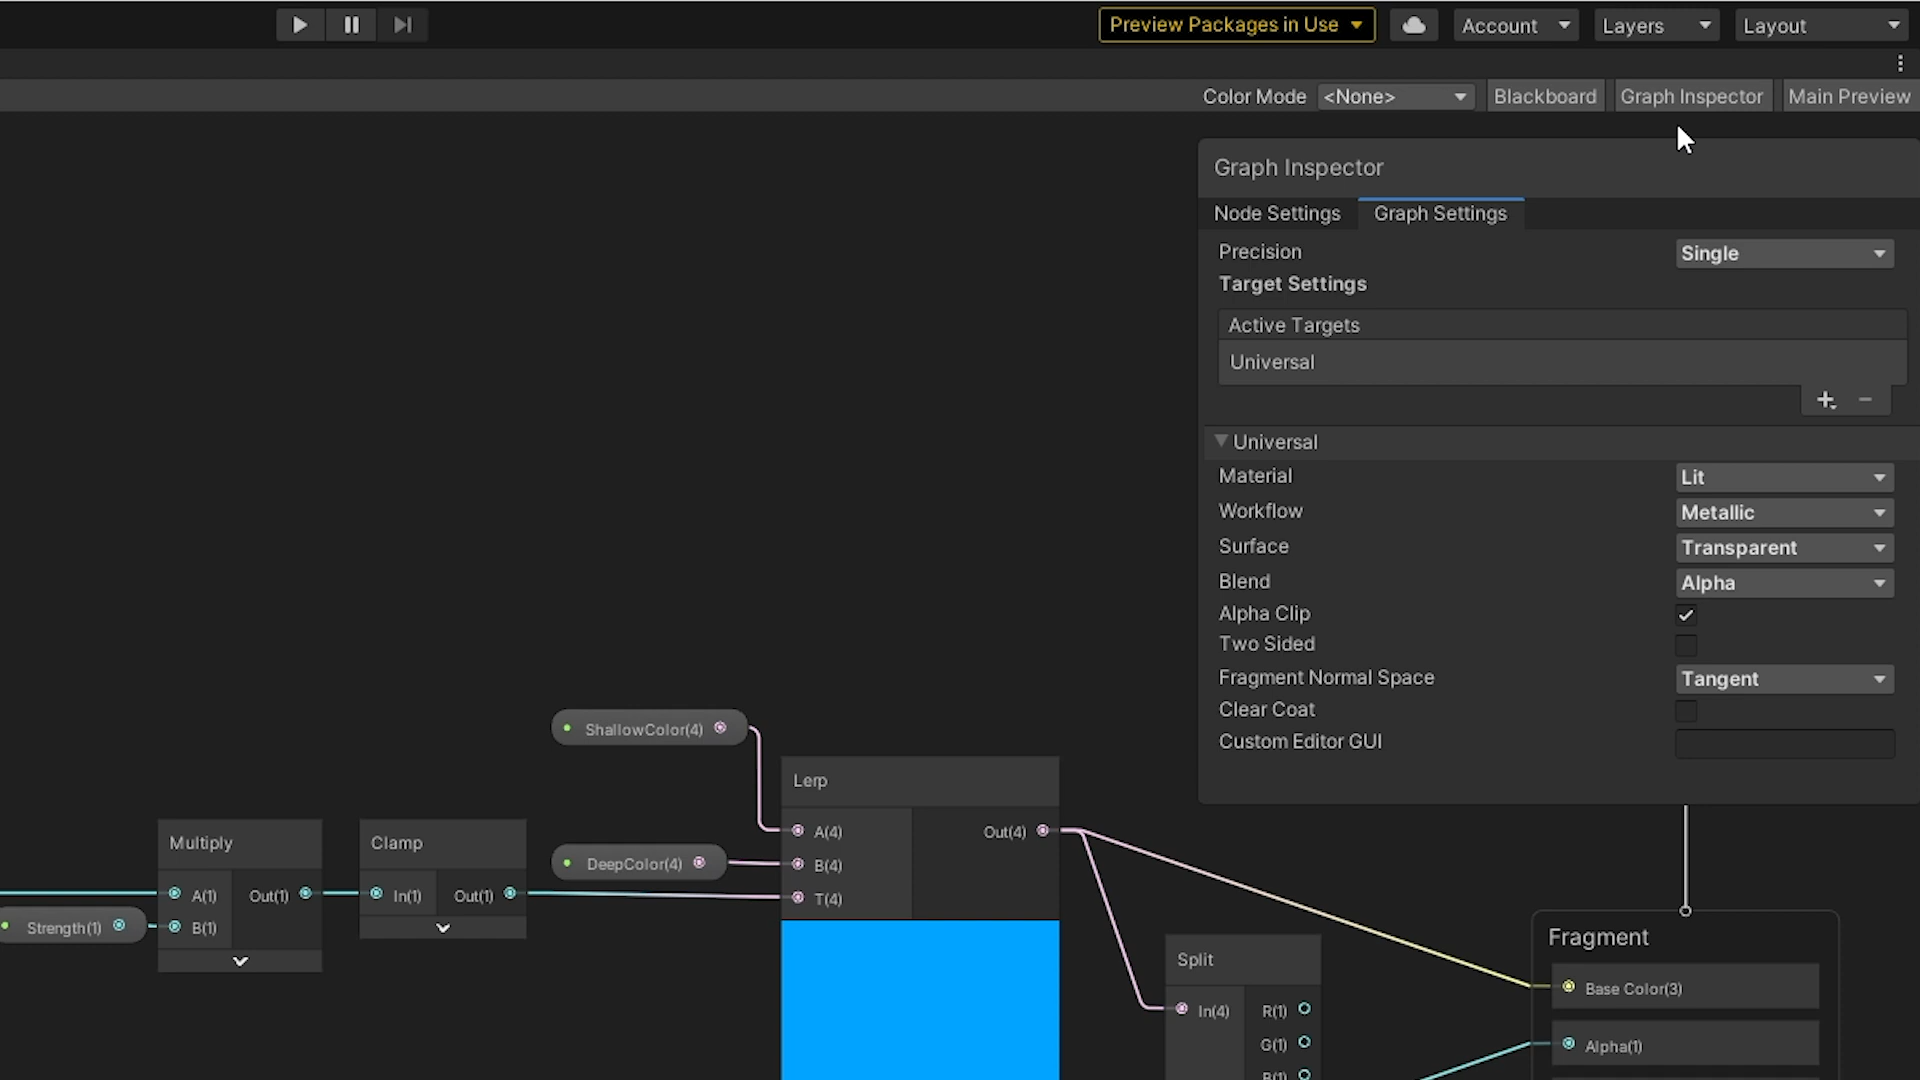 Preview Packages in Use
Account
Layers
Layout
Color Mode
<None>
Blackboard
Graph Inspector
Main Preview
Graph Inspector
Node Settings
Graph Settings
Precision
Single
Target Settings
Active Targets
Universal
Universal
Material
Lit
Workflow
Metallic
Surface
Transparent
Blend
Alpha
Alpha Clip
Two Sided
Fragment Normal Space
Tangent
Clear Coat
Custom Editor GUI
ShallowColor(4)
DeepColor(4)
Lerp
A(4)
Out(4)
B(4)
T(4)
Multiply
A(1)
Out(1)
B(1)
Strength(1)
Clamp
In(1)
Out(1)
Split
In(4)
R(1)
G(1)
B(1)
Fragment
Base Color(3)
Alpha(1)